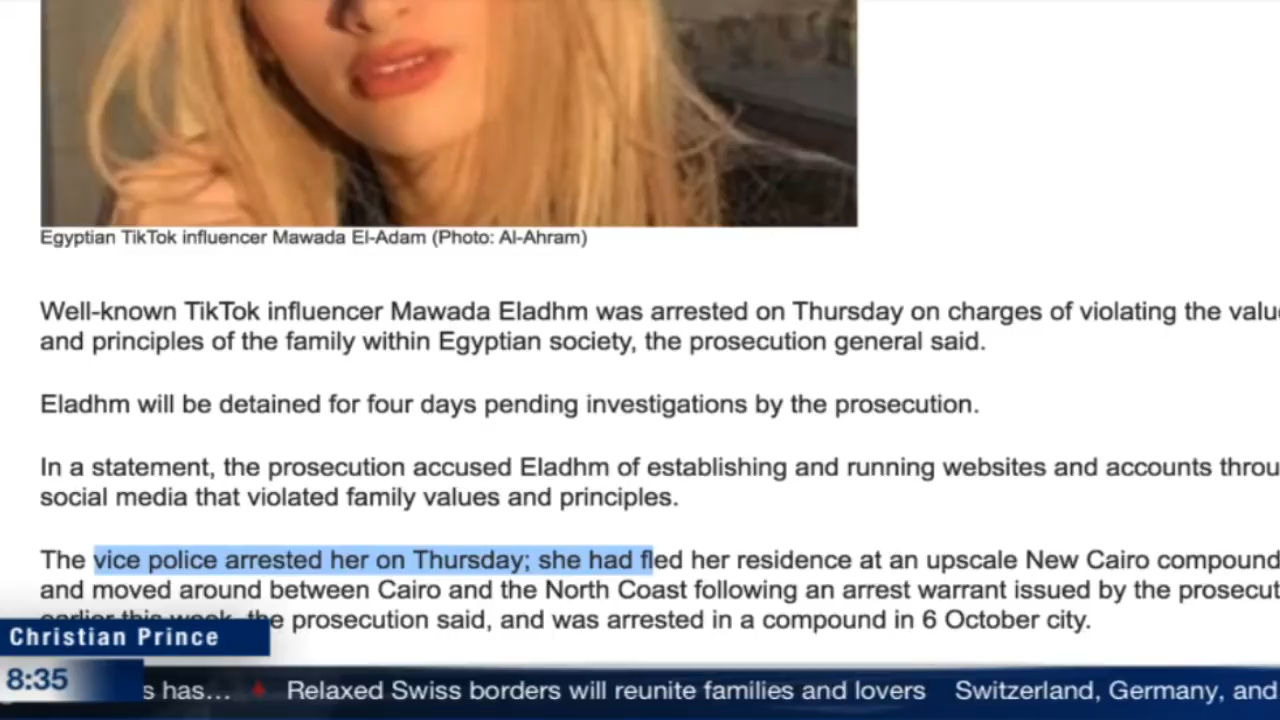 Egyptian TikTok influencer Mawada El-Adam (Photo: Al-Ahram)
Well-known TikTok influencer Mawada Eladhm was arrested on Thursday on charges of violating the valu
and principles of the family within Egyptian society, the prosecution general said.
Eladhm will be detained for four days pending investigations by the prosecution.
In a statement, the prosecution accused Eladhm of establishing and running websites and accounts throu
social media that violated family values and principles.
The vice police arrested her on Thursday; she had fled her residence at an upscale New Cairo compound
and moved around between Cairo and the North Coast following an arrest warrant issued by the prosecut
earlier this week, the prosecution said, and was arrested in a compound in 6 October city.
Christian Prince
8:35
s has... Relaxed Swiss borders will reunite families and lovers Switzerland, Germany, and